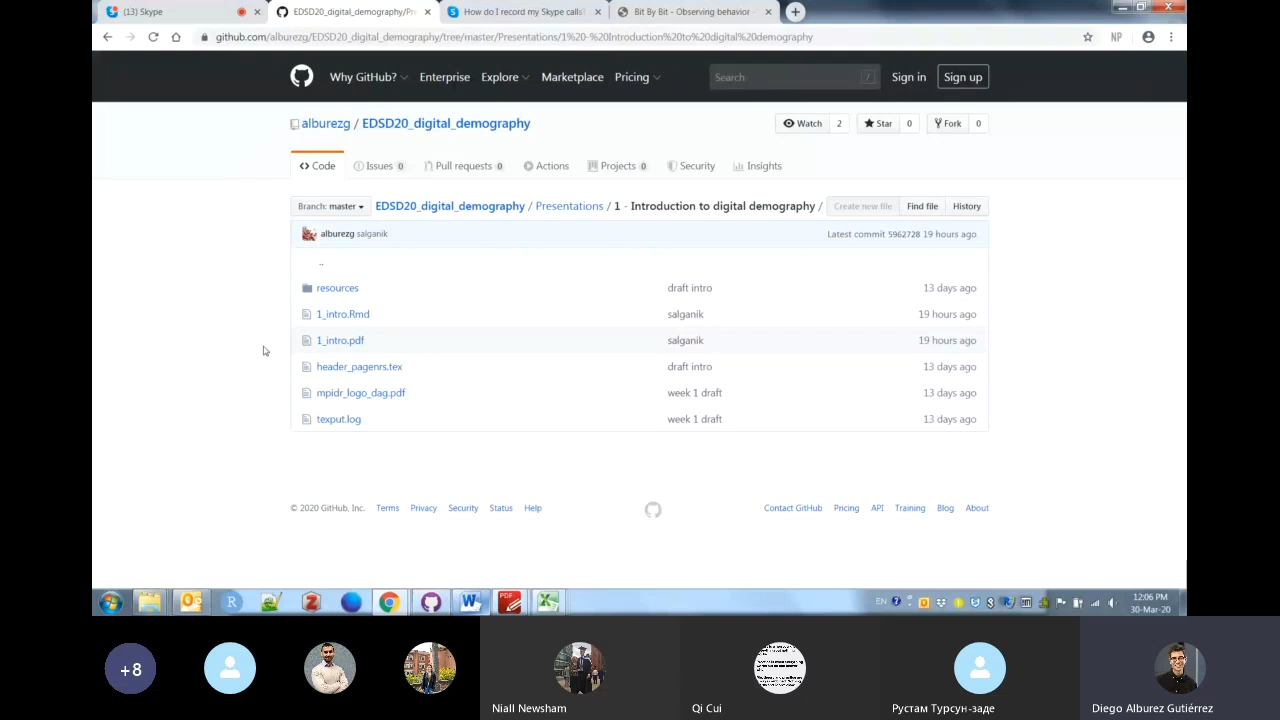 (13) Skype
EDSD20_digital_demography/Pre
How do I record my Skype calls?
Bit By Bit - Observing behavior -
github.com/alburezg/EDSD20_digital_demography/tree/master/Presentations/1%20-%20Introduction%20to%20digital%20demography
NP
Why GitHub? Enterprise Explore Marketplace Pricing
Search
/
Sign in
Sign up
alburezg / EDSD20_digital_demography
Watch 2
Star 0
Fork 0
Code
Issues 0
Pull requests 0
Actions
Projects 0
Security
Insights
Branch: master
EDSD20_digital_demography / Presentations / 1 - Introduction to digital demography /
Create new file
Find file
History
alburezg salganik
Latest commit 5962728 19 hours ago
..
resources draft intro 13 days ago
1_intro.Rmd salganik 19 hours ago
1_intro.pdf salganik 19 hours ago
header_pagenrs.tex draft intro 13 days ago
mpidr_logo_dag.pdf week 1 draft 13 days ago
texput.log week 1 draft 13 days ago
© 2020 GitHub, Inc. Terms Privacy Security Status Help
Contact GitHub Pricing API Training Blog About
EN
12:06 PM
30-Mar-20
+8
Niall Newsham
Qi Cui
Рустам Турсун-заде
Diego Alburez Gutiérrez